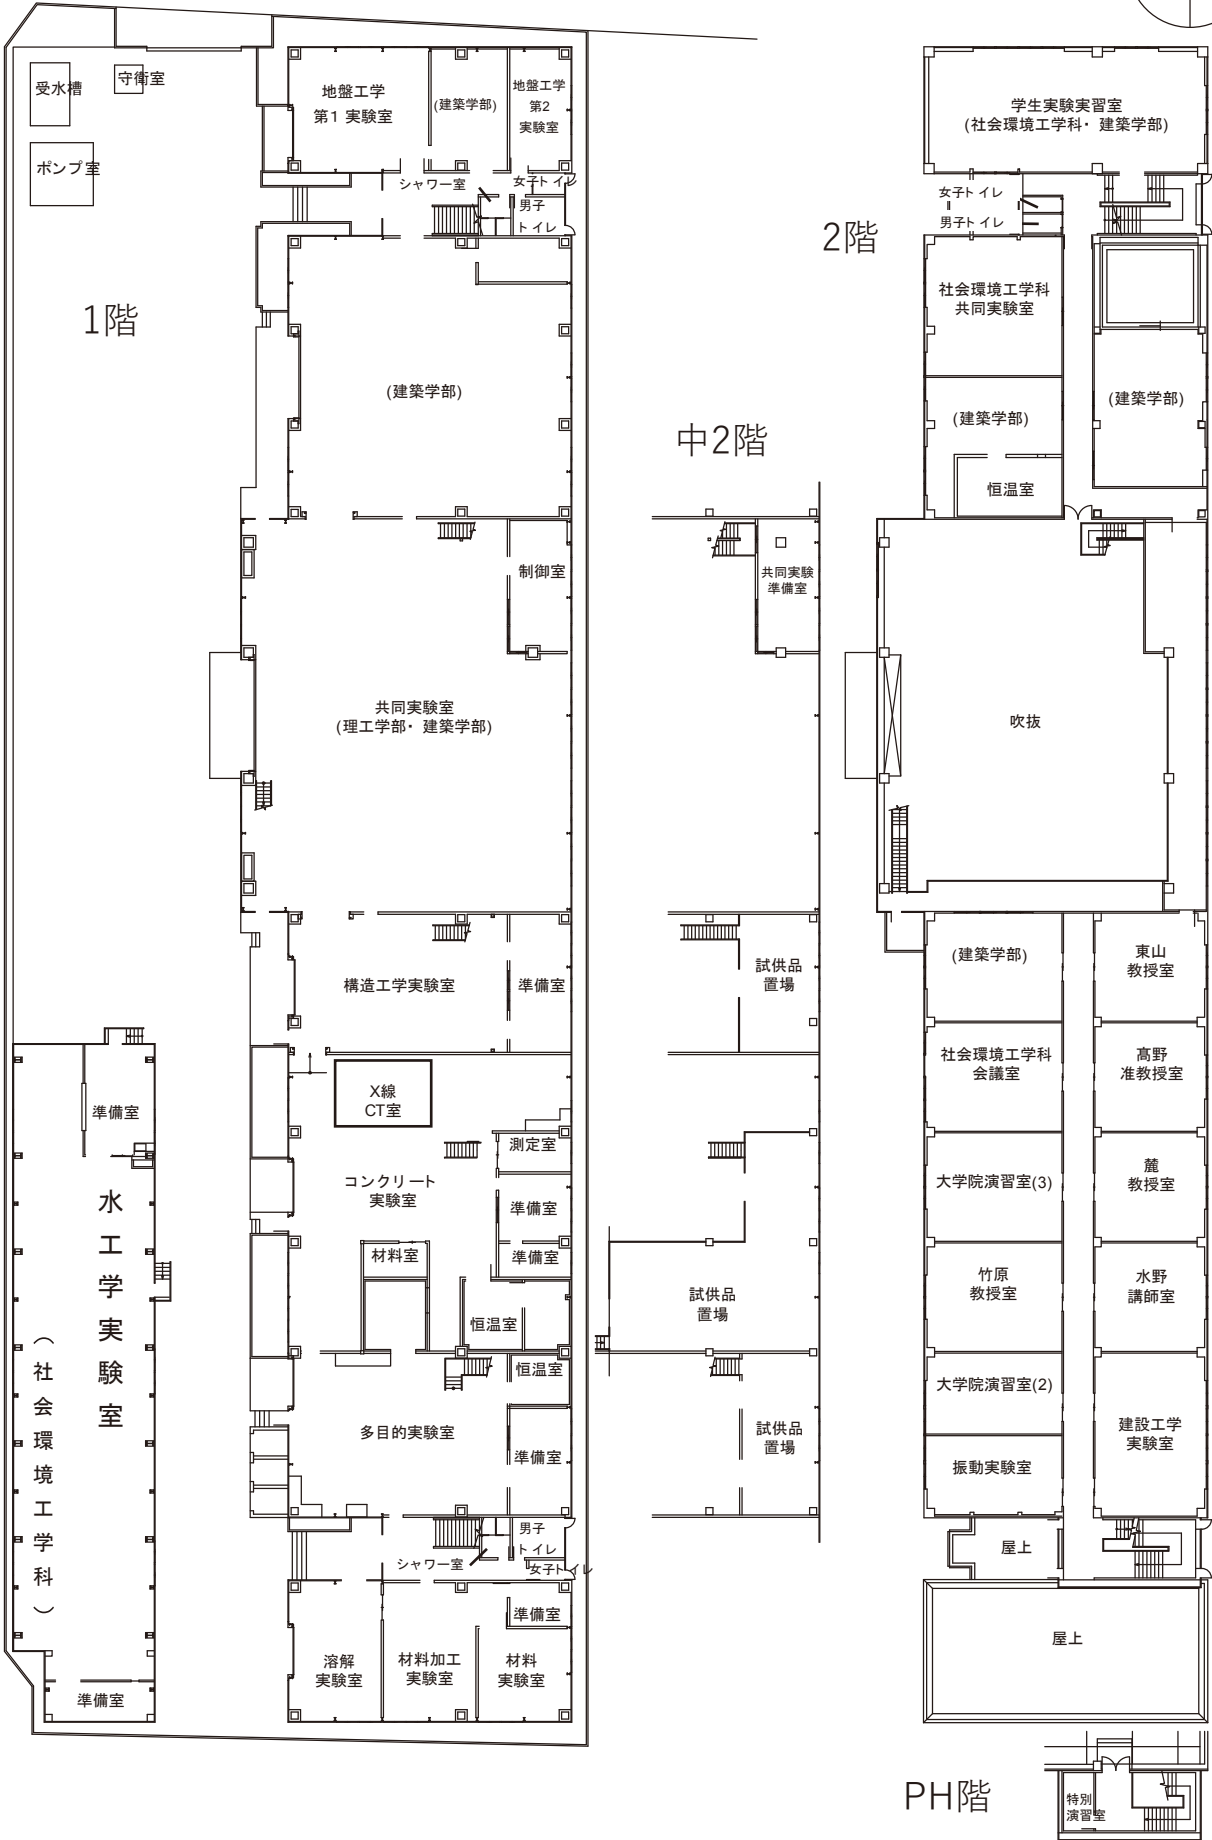 受水槽
守衛室
ポンプ室
1階
地盤工学
第1 実験室
(建築学部)
地盤工学
第2
実験室
シャワー室
女子トイレ
男子
トイレ
(建築学部)
制御室
共同実験室
(理工学部・建築学部)
構造工学実験室
準備室
X線
CT室
測定室
コンクリート
実験室
準備室
準備室
材料室
恒温室
恒温室
多目的実験室
準備室
男子
トイレ
シャワー室
女子トイレ
準備室
溶解
実験室
材料加工
実験室
材料
実験室
準備室
水工学実験室
(社会環境工学科)
準備室
中2階
共同実験
準備室
試供品
置場
試供品
置場
試供品
置場
2階
学生実験実習室
(社会環境工学科・建築学部)
女子トイレ
男子トイレ
社会環境工学科
共同実験室
(建築学部)
恒温室
(建築学部)
吹抜
(建築学部)
東山
教授室
社会環境工学科
会議室
髙野
准教授室
大学院演習室(3)
麓
教授室
竹原
教授室
水野
講師室
大学院演習室(2)
建設工学
実験室
振動実験室
屋上
屋上
PH階
特別
演習室